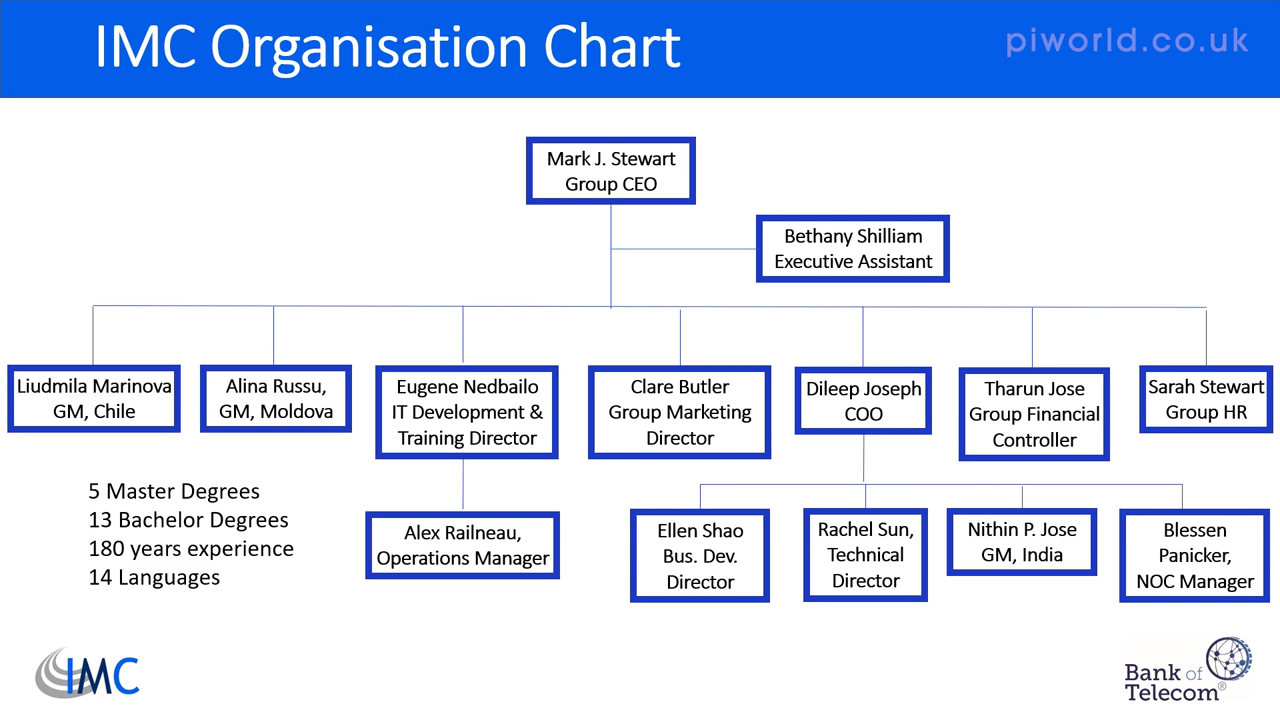 IMC Organisation Chart
piworld.co.uk
Mark J. Stewart
Group CEO
Bethany Shilliam
Executive Assistant
Liudmila Marinova
GM, Chile
Alina Russu,
GM, Moldova
Eugene Nedbailo
IT Development &
Training Director
Clare Butler
Group Marketing
Director
Dileep Joseph
COO
Tharun Jose
Group Financial
Controller
Sarah Stewart
Group HR
Alex Railneau,
Operations Manager
Ellen Shao
Bus. Dev.
Director
Rachel Sun,
Technical
Director
Nithin P. Jose
GM, India
Blessen
Panicker,
NOC Manager
5 Master Degrees
13 Bachelor Degrees
180 years experience
14 Languages
IMC
Bank of
Telecom®